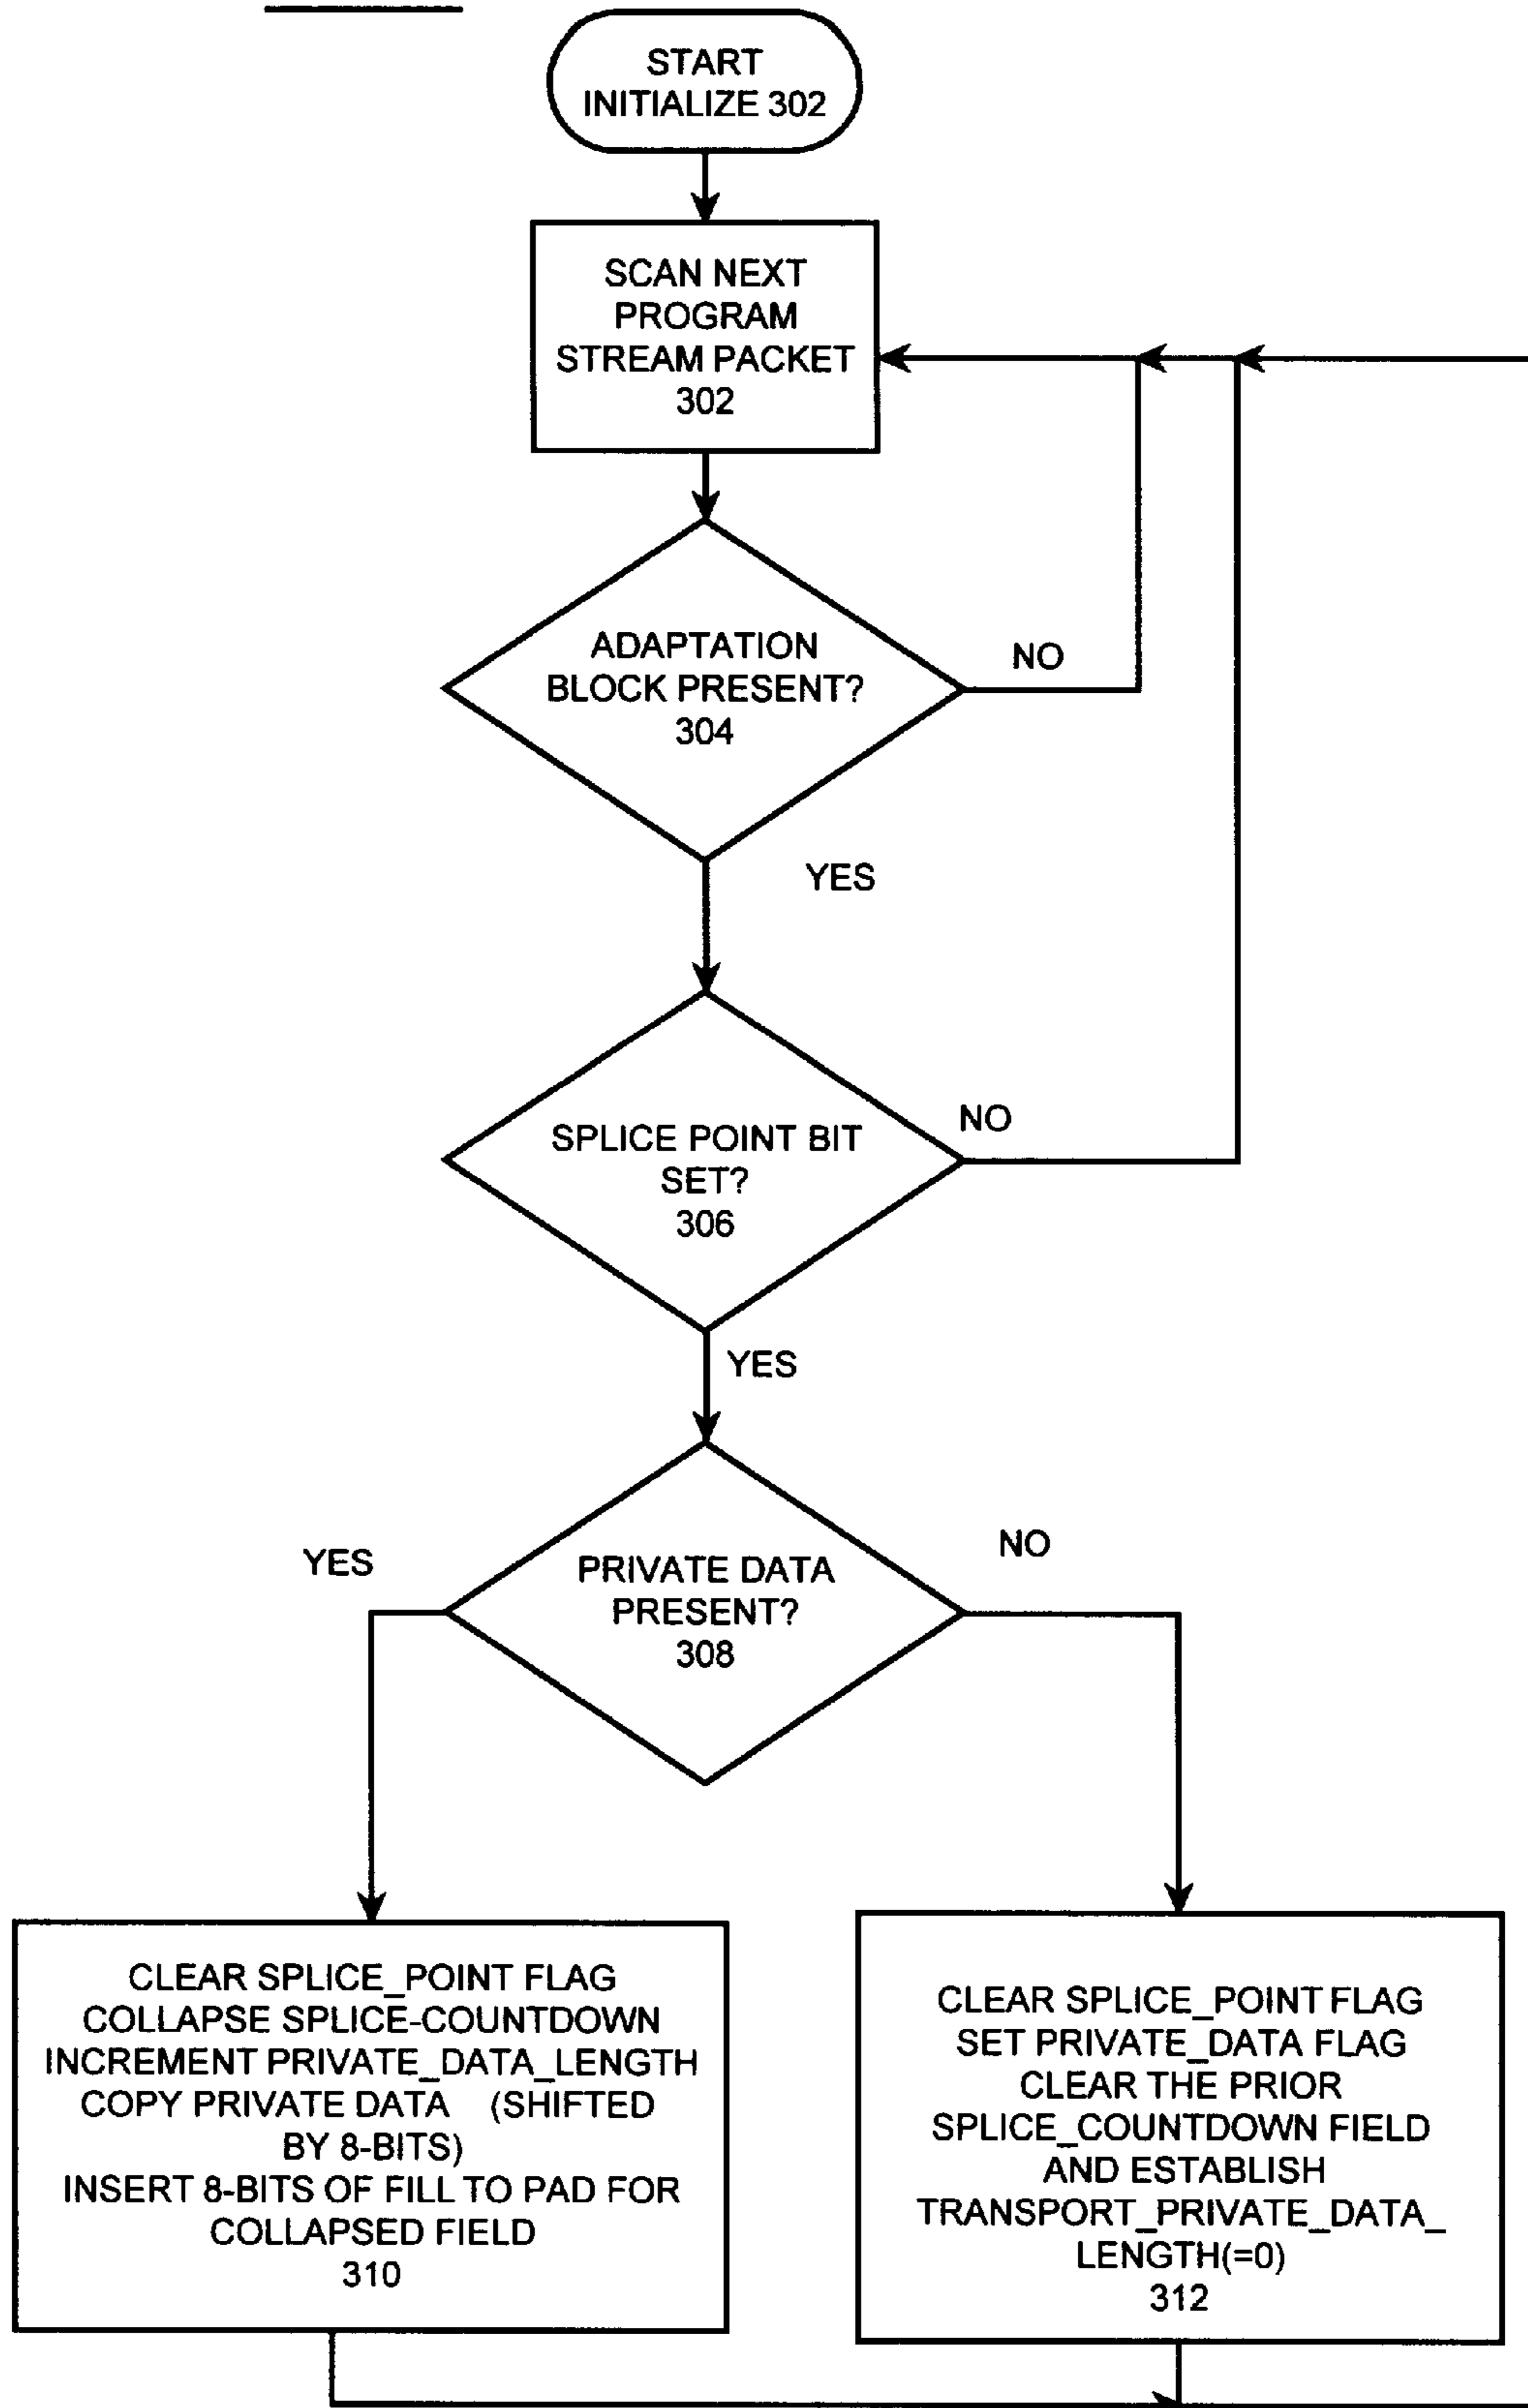 START
INITIALIZE 302
SCAN NEXT
PROGRAM
STREAM PACKET
302
ADAPTATION
BLOCK PRESENT?
304
NO
YES
SPLICE POINT BIT
SET?
306
NO
YES
PRIVATE DATA
PRESENT?
308
YES
NO
CLEAR SPLICE_POINT FLAG
COLLAPSE SPLICE-COUNTDOWN
INCREMENT PRIVATE_DATA_LENGTH
COPY PRIVATE DATA (SHIFTED
BY 8-BITS)
INSERT 8-BITS OF FILL TO PAD FOR
COLLAPSED FIELD
310
CLEAR SPLICE_POINT FLAG
SET PRIVATE_DATA FLAG
CLEAR THE PRIOR
SPLICE_COUNTDOWN FIELD
AND ESTABLISH
TRANSPORT_PRIVATE_DATA_
LENGTH(=0)
312